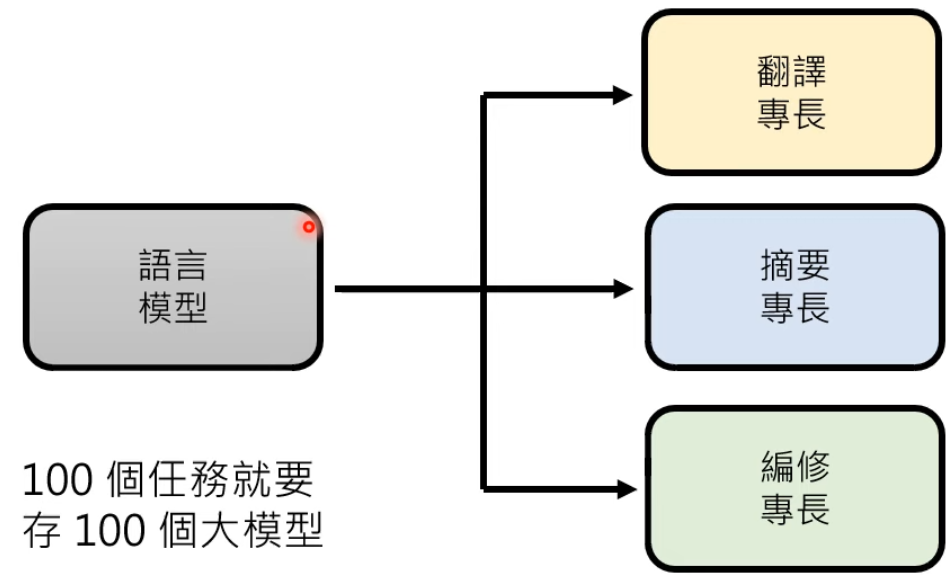 語言
模型
翻譯
專長
摘要
專長
編修
專長
100 個任務就要
存 100 個大模型